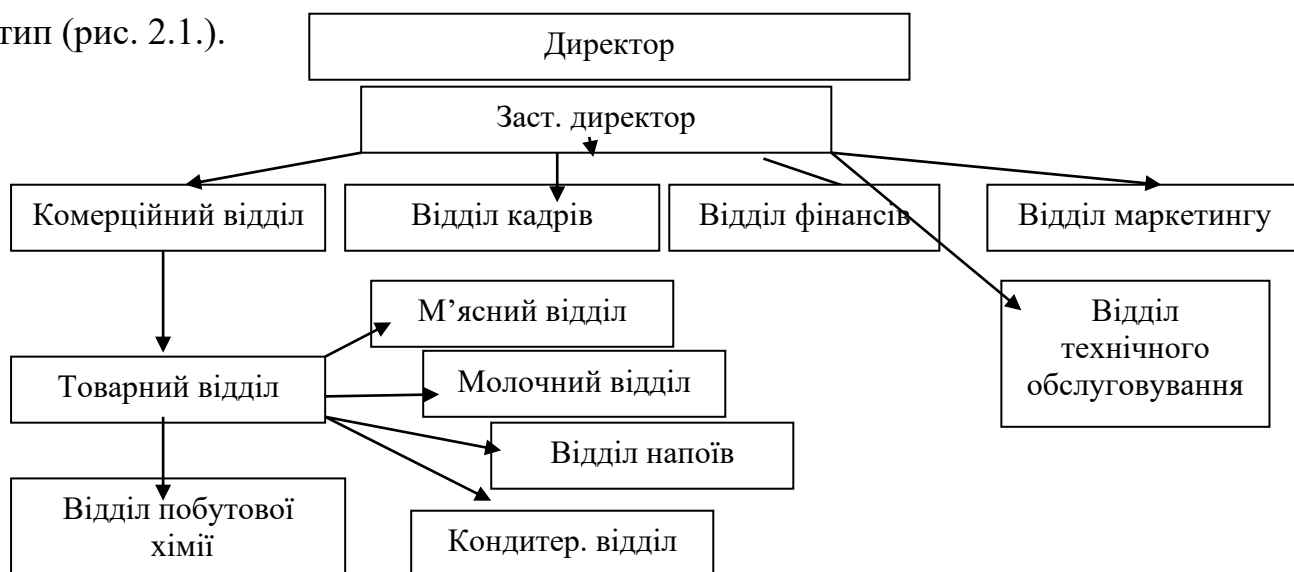 тип (рис. 2.1.).
Директор
Заст. директор
Комерційний відділ
Відділ кадрів
Відділ фінансів
Відділ маркетингу
М’ясний відділ
Відділ
технічного
обслуговування
Товарний відділ
Молочний відділ
Відділ напоїв
Відділ побутової
хімії
Кондитер. відділ